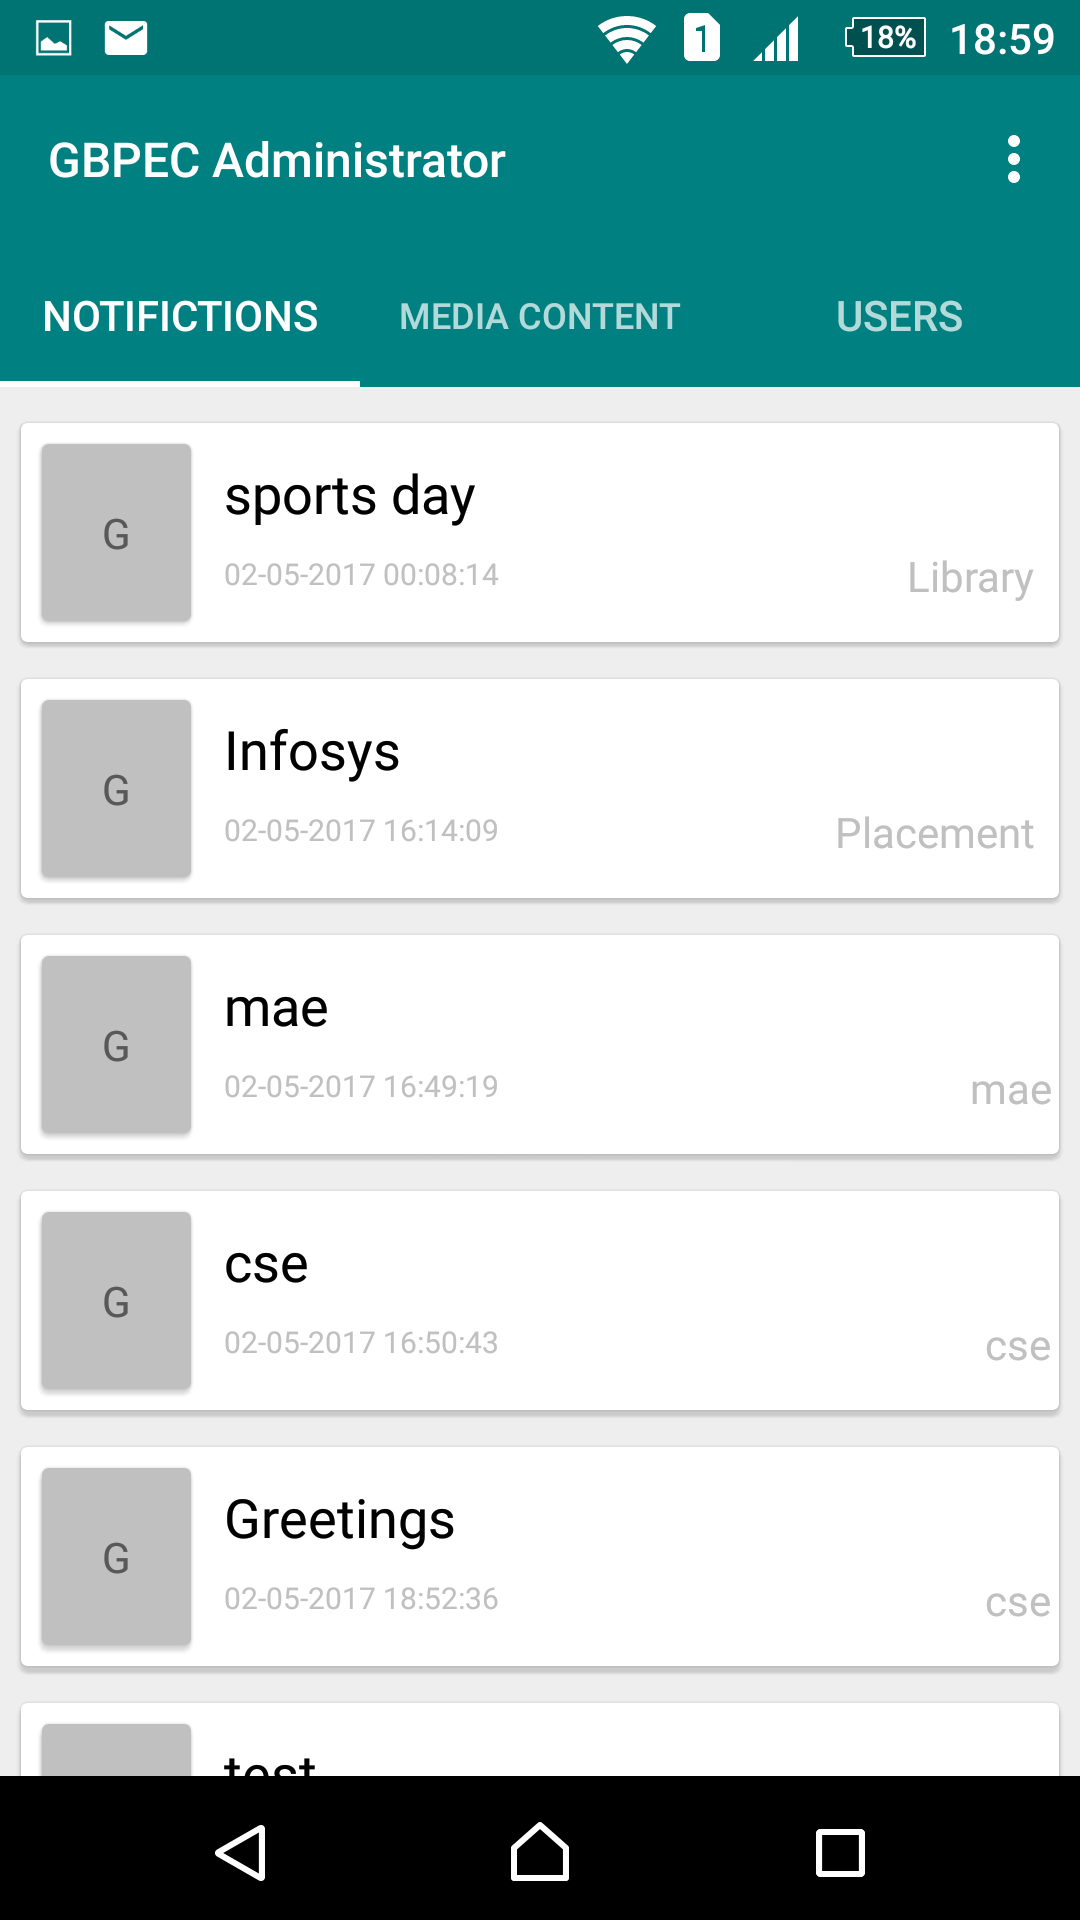 1 18% 18:59
GBPEC Administrator
NOTIFICTIONS MEDIA CONTENT USERS
G sports day
02-05-2017 00:08:14 Library
G Infosys
02-05-2017 16:14:09 Placement
G mae
02-05-2017 16:49:19 mae
G cse
02-05-2017 16:50:43 cse
G Greetings
02-05-2017 18:52:36 cse
test